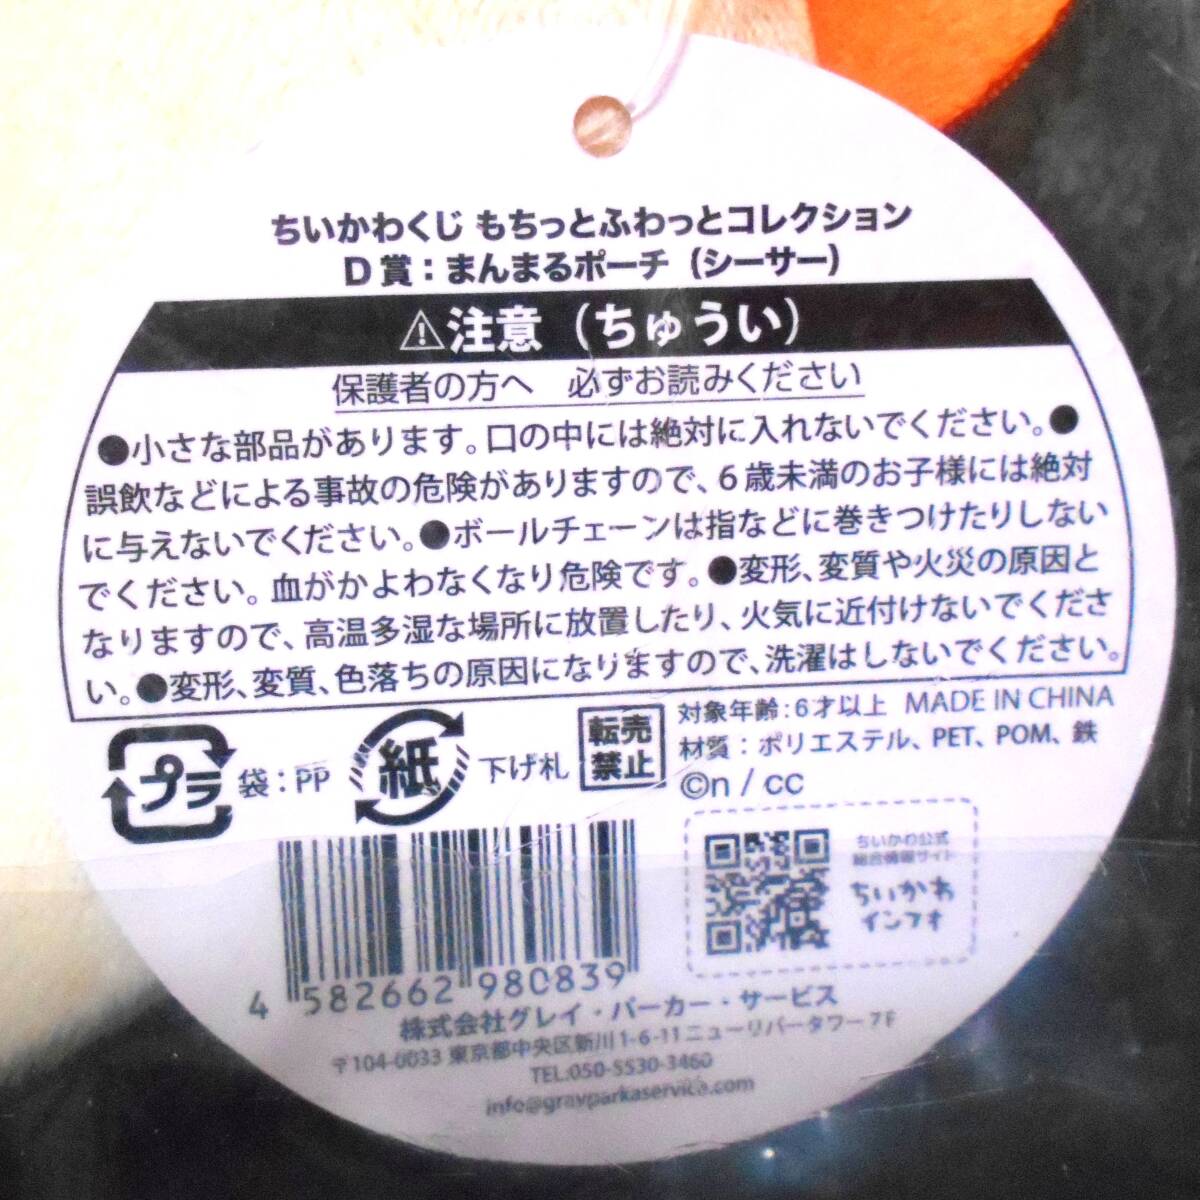 ちいかわくじ もちっとふわっとコレクション
D賞：まんまるポーチ（シーサー）
⚠注意（ちゅうい）
保護者の方へ　必ずお読みください
●小さな部品があります。口の中には絶対に入れないでください。●
誤飲などによる事故の危険がありますので、6歳未満のお子様には絶対
に与えないでください。●ボールチェーンは指などに巻きつけたりしない
でください。血がかよわなくなり危険です。●変形、変質や火災の原因と
なりますので、高温多湿な場所に放置したり、火気に近付けないでくださ
い。●変形、変質、色落ちの原因になりますので、洗濯はしないでください。
プラ 袋：PP 紙 下げ札
転売
禁止
対象年齢：6才以上 MADE IN CHINA
材質：ポリエステル、PET、POM、鉄
©n / cc
ちいかわ公式
総合情報サイト
ちいかわ
インフォ
4 582662 980839
株式会社グレイ・パーカー・サービス
〒104-0033 東京都中央区新川1-6-11ニューリバータワー7F
TEL:050-5530-3460
info@grayparkaservice.com